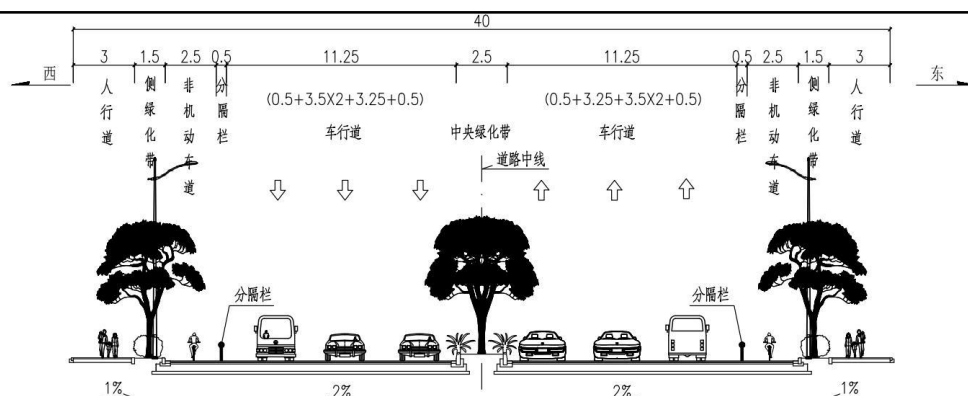 40
3 1.5 2.5 0.5 11.25 2.5 11.25 0.5 2.5 1.5 3
西 东
人行道
侧绿化带
非机动车道
分隔栏
(0.5+3.5X2+3.25+0.5)
车行道
中央绿化带
道路中线
(0.5+3.25+3.5X2+0.5)
车行道
分隔栏
非机动车道
侧绿化带
人行道
分隔栏
分隔栏
1% 2% 2% 1%